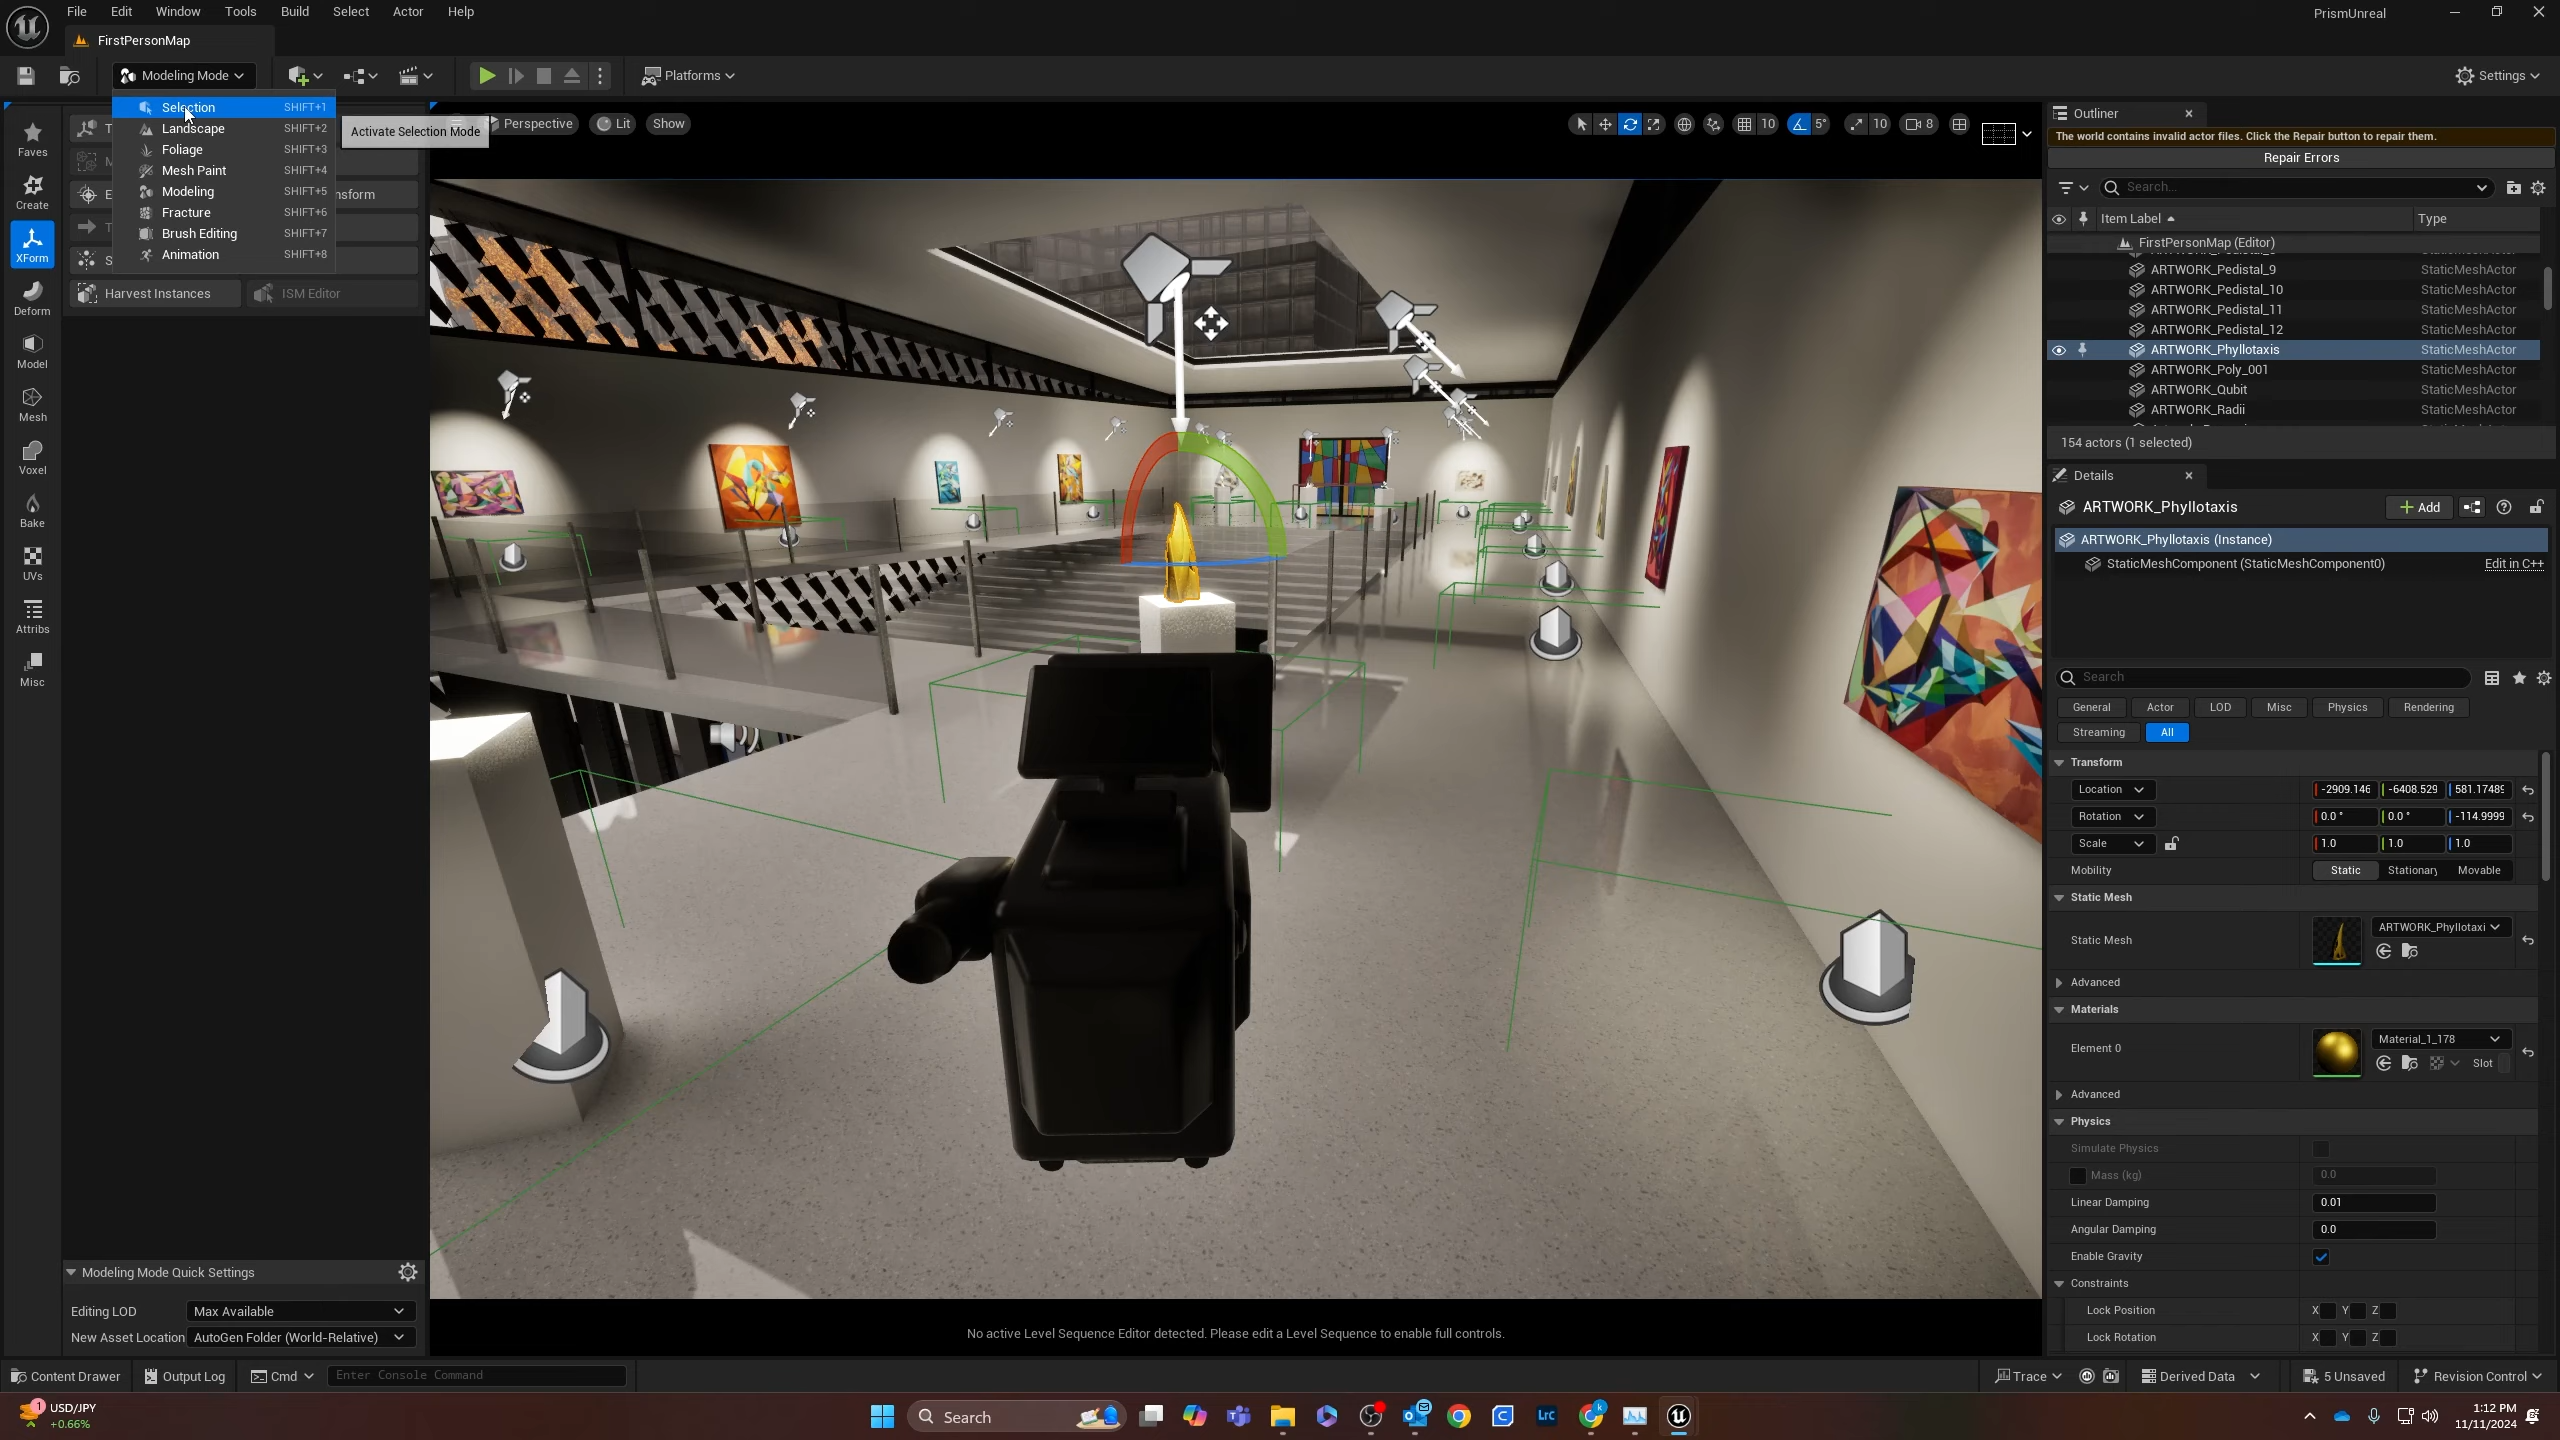 File Edit Window Tools Build Select Actor Help
PrismUnreal
FirstPersonMap
Modeling Mode
Platforms
Settings
Selection SHIFT+1
Landscape SHIFT+2
Foliage SHIFT+3
Mesh Paint SHIFT+4
Modeling SHIFT+5
Fracture SHIFT+6
Brush Editing SHIFT+7
Animation SHIFT+8
Activate Selection Mode
nsform
Harvest Instances
ISM Editor
Faves
Create
XForm
Deform
Model
Mesh
Voxel
Bake
UVs
Attribs
Misc
Perspective
Lit
Show
10
5°
10
8
Outliner
The world contains invalid actor files. Click the Repair button to repair them.
Repair Errors
Search...
Item Label
Type
FirstPersonMap (Editor)
ARTWORK_Pedistal_9 StaticMeshActor
ARTWORK_Pedistal_10 StaticMeshActor
ARTWORK_Pedistal_11 StaticMeshActor
ARTWORK_Pedistal_12 StaticMeshActor
ARTWORK_Phyllotaxis StaticMeshActor
ARTWORK_Poly_001 StaticMeshActor
ARTWORK_Qubit StaticMeshActor
ARTWORK_Radii StaticMeshActor
154 actors (1 selected)
Details
ARTWORK_Phyllotaxis
Add
ARTWORK_Phyllotaxis (Instance)
StaticMeshComponent (StaticMeshComponent0)
Edit in C++
Search
General Actor LOD Misc Physics Rendering
Streaming All
Transform
Location -2909.146 -6408.529 581.17489
Rotation 0.0 ° 0.0 ° -114.9999
Scale 1.0 1.0 1.0
Mobility Static Stationary Movable
Static Mesh
Static Mesh ARTWORK_Phyllotaxi
Advanced
Materials
Element 0 Material_1_178
Slot
Advanced
Physics
Simulate Physics
Mass (kg) 0.0
Linear Damping 0.01
Angular Damping 0.0
Enable Gravity
Constraints
Lock Position X Y Z
Lock Rotation X Y Z
Modeling Mode Quick Settings
Editing LOD Max Available
New Asset Location AutoGen Folder (World-Relative)
No active Level Sequence Editor detected. Please edit a Level Sequence to enable full controls.
Content Drawer
Output Log
Cmd
Enter Console Command
Trace
Derived Data
5 Unsaved
Revision Control
1
USD/JPY
+0.66%
Search
LrC
1:12 PM
11/11/2024